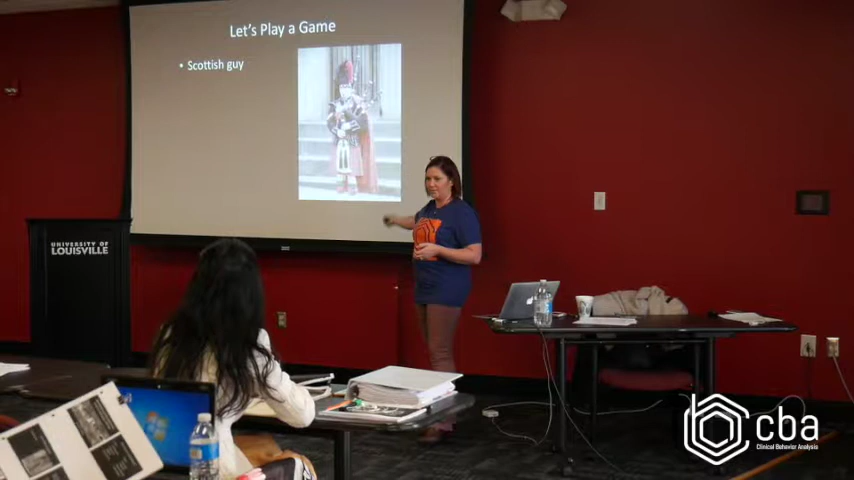 Let's Play a Game
• Scottish guy
UNIVERSITY OF
LOUISVILLE
cba
Clinical Behavior Analysis